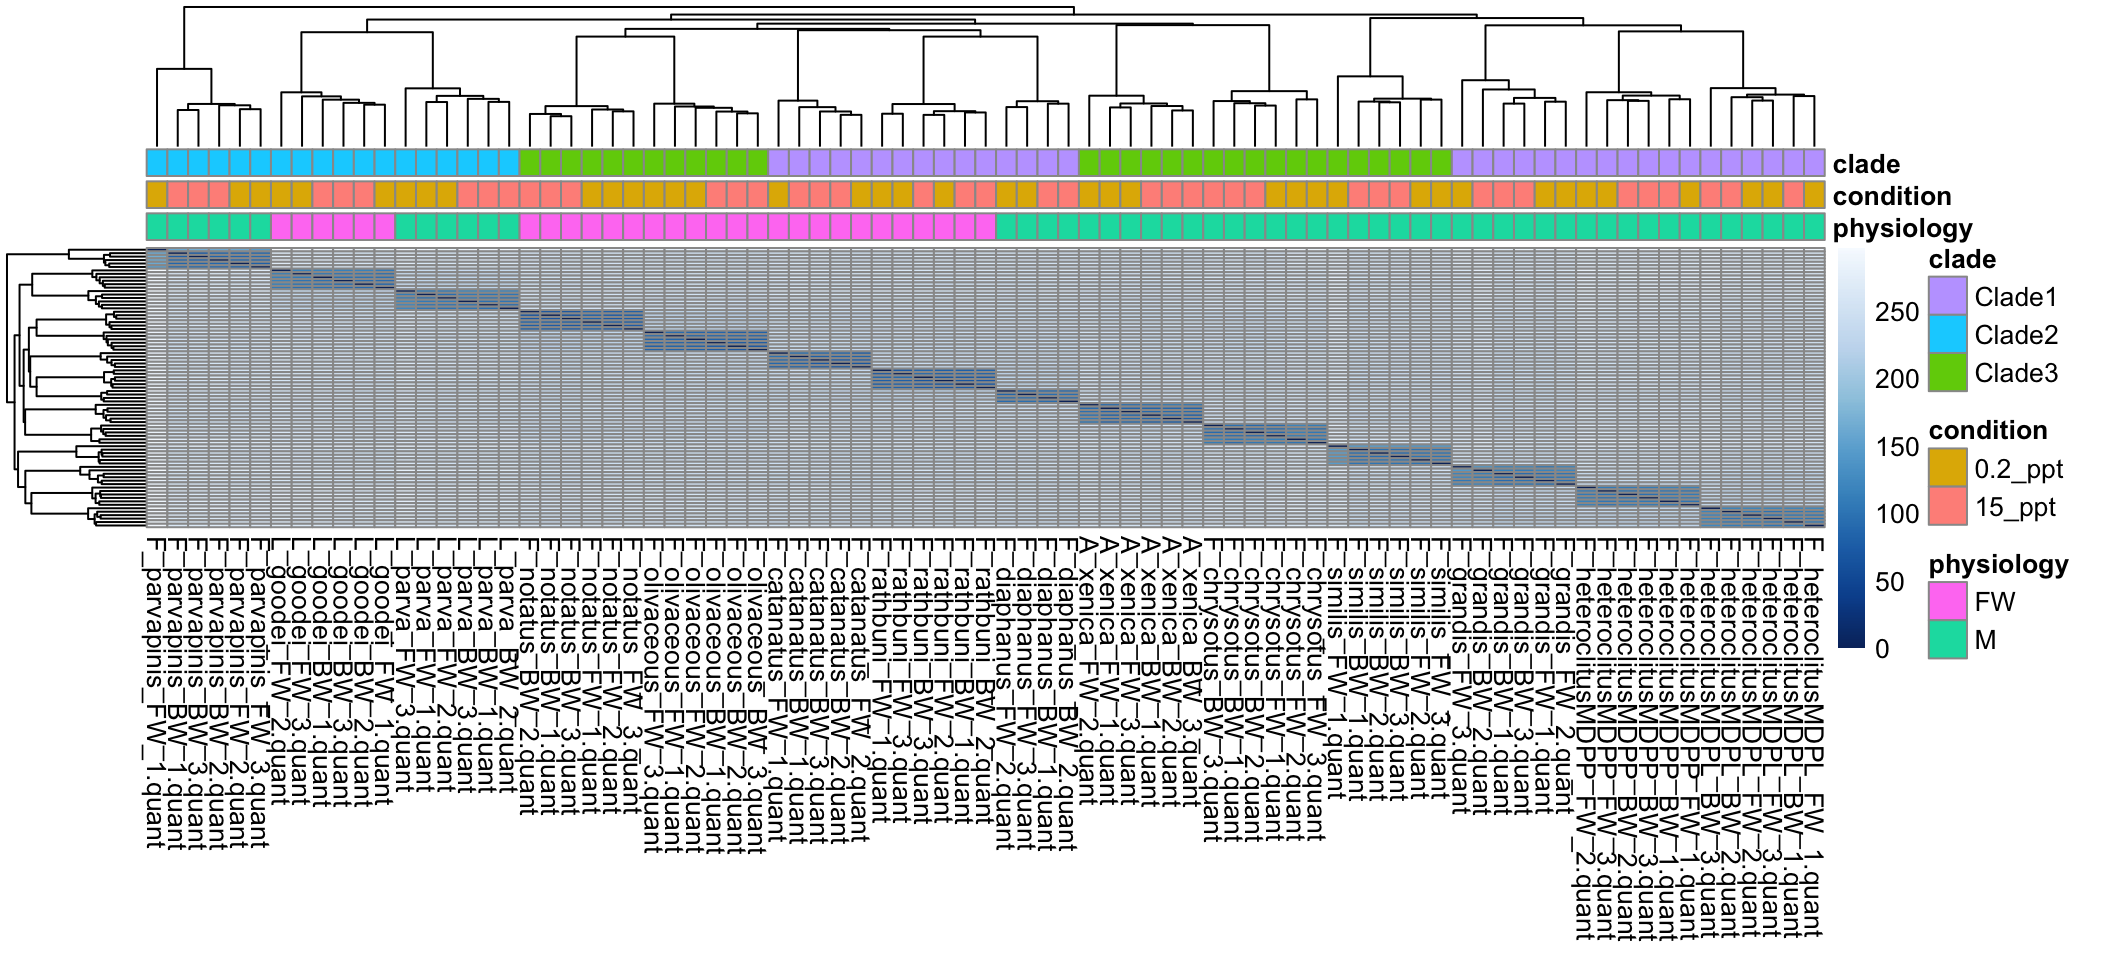 clade
condition
physiology
250
200
150
100
50
0
clade
Clade1
Clade2
Clade3
condition
0.2_ppt
15_ppt
physiology
FW
M
F_parvapinis_FW_1.quant
F_parvapinis_BW_1.quant
F_parvapinis_BW_3.quant
F_parvapinis_BW_2.quant
F_parvapinis_FW_2.quant
F_parvapinis_FW_3.quant
L_goodei_FW_2.quant
L_goodei_FW_3.quant
L_goodei_BW_1.quant
L_goodei_BW_3.quant
L_goodei_BW_2.quant
L_goodei_FW_1.quant
L_parva_FW_3.quant
L_parva_FW_1.quant
L_parva_FW_2.quant
L_parva_BW_3.quant
L_parva_BW_1.quant
L_parva_BW_2.quant
F_notatus_BW_2.quant
F_notatus_BW_1.quant
F_notatus_BW_3.quant
F_notatus_FW_1.quant
F_notatus_FW_2.quant
F_notatus_FW_3.quant
F_olivaceous_FW_3.quant
F_olivaceous_FW_1.quant
F_olivaceous_FW_2.quant
F_olivaceous_BW_1.quant
F_olivaceous_BW_2.quant
F_olivaceous_BW_3.quant
F_catanatus_FW_1.quant
F_catanatus_BW_1.quant
F_catanatus_BW_3.quant
F_catanatus_BW_2.quant
F_catanatus_FW_2.quant
F_rathbuni_FW_1.quant
F_rathbuni_FW_3.quant
F_rathbuni_BW_3.quant
F_rathbuni_FW_2.quant
F_rathbuni_BW_1.quant
F_rathbuni_BW_2.quant
F_diaphanus_FW_2.quant
F_diaphanus_FW_3.quant
F_diaphanus_BW_1.quant
F_diaphanus_BW_2.quant
A_xenica_FW_2.quant
A_xenica_FW_1.quant
A_xenica_FW_3.quant
A_xenica_BW_1.quant
A_xenica_BW_2.quant
A_xenica_BW_3.quant
F_chrysotus_BW_3.quant
F_chrysotus_BW_1.quant
F_chrysotus_BW_2.quant
F_chrysotus_FW_1.quant
F_chrysotus_FW_2.quant
F_chrysotus_FW_3.quant
F_similis_FW_1.quant
F_similis_BW_1.quant
F_similis_BW_2.quant
F_similis_BW_3.quant
F_similis_FW_2.quant
F_similis_FW_3.quant
F_grandis_FW_3.quant
F_grandis_BW_2.quant
F_grandis_BW_1.quant
F_grandis_BW_3.quant
F_grandis_FW_1.quant
F_grandis_FW_2.quant
F_heteroclitusMDPP_FW_2.quant
F_heteroclitusMDPP_FW_3.quant
F_heteroclitusMDPP_BW_2.quant
F_heteroclitusMDPP_BW_3.quant
F_heteroclitusMDPP_BW_1.quant
F_heteroclitusMDPP_FW_1.quant
F_heteroclitusMDPL_BW_3.quant
F_heteroclitusMDPL_BW_2.quant
F_heteroclitusMDPL_FW_2.quant
F_heteroclitusMDPL_FW_3.quant
F_heteroclitusMDPL_BW_1.quant
F_heteroclitusMDPL_FW_1.quant